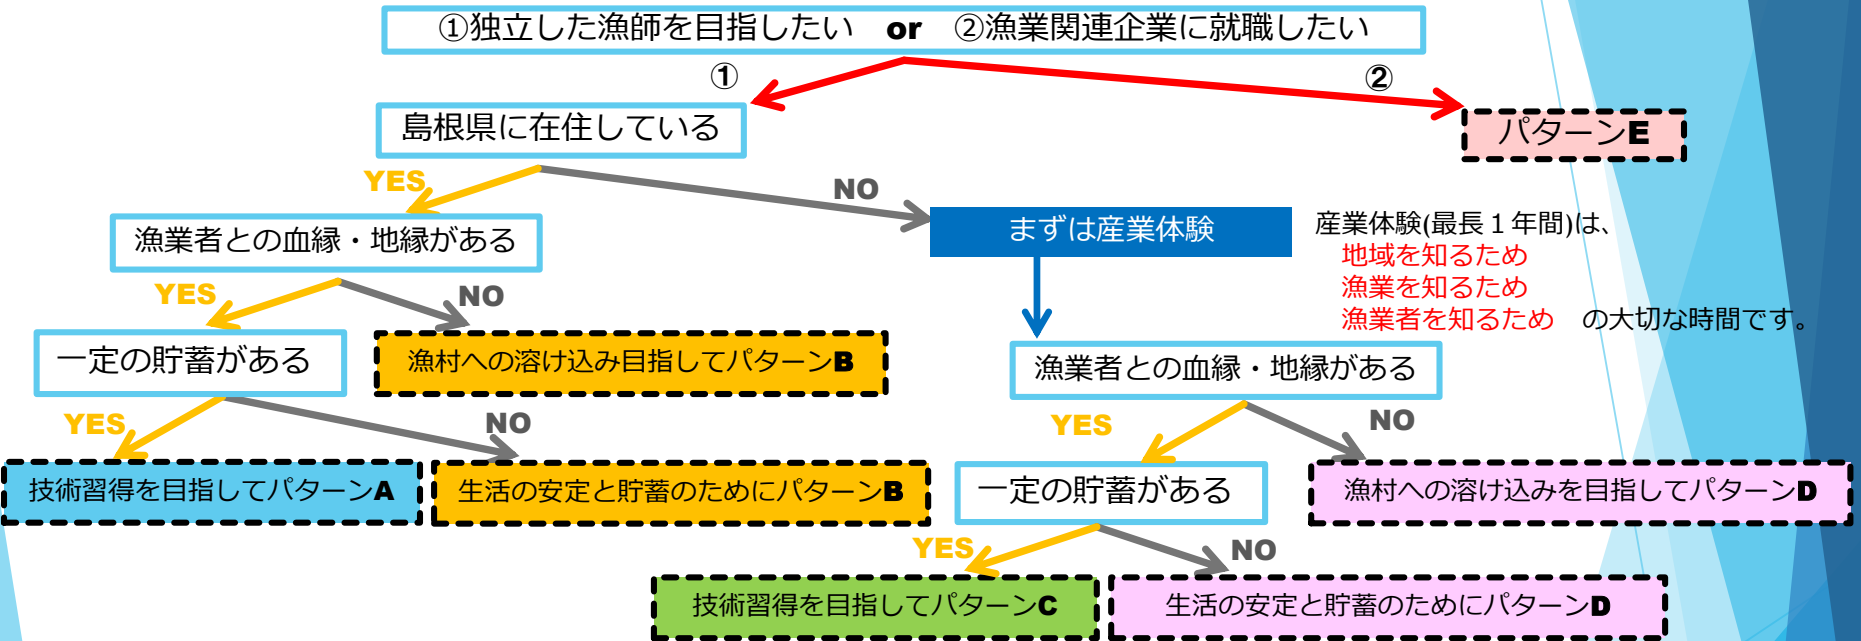 ①独立した漁師を目指したい or ②漁業関連企業に就職したい
① ②
島根県に在住している
パターンE
YES NO
漁業者との血縁・地縁がある
まずは産業体験
産業体験(最長１年間)は、
地域を知るため
漁業を知るため
漁業者を知るため の大切な時間です。
YES NO
一定の貯蓄がある
漁村への溶け込み目指してパターンB
漁業者との血縁・地縁がある
YES NO
YES NO
技術習得を目指してパターンA
生活の安定と貯蓄のためにパターンB
一定の貯蓄がある
漁村への溶け込みを目指してパターンD
YES NO
技術習得を目指してパターンC
生活の安定と貯蓄のためにパターンD